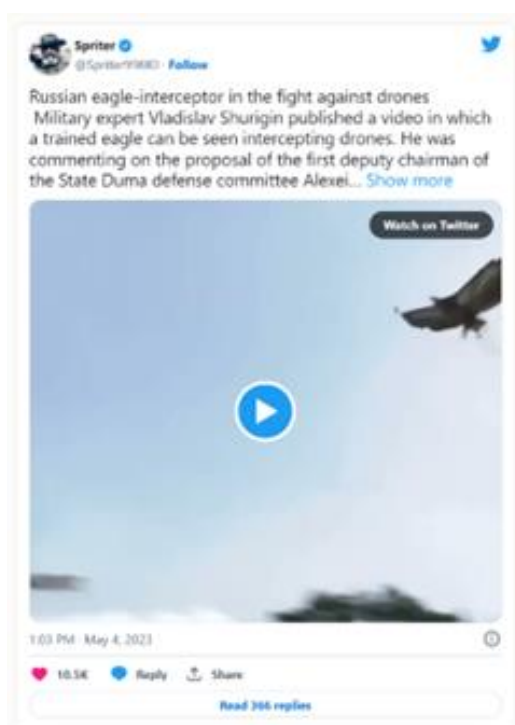 Spriter
@Spriter99880 · Follow
Russian eagle-interceptor in the fight against drones
Military expert Vladislav Shurigin published a video in which
a trained eagle can be seen intercepting drones. He was
commenting on the proposal of the first deputy chairman of
the State Duma defense committee Alexei... Show more
Watch on Twitter
1:03 PM · May 4, 2023
10.5K Reply Share
Read 366 replies